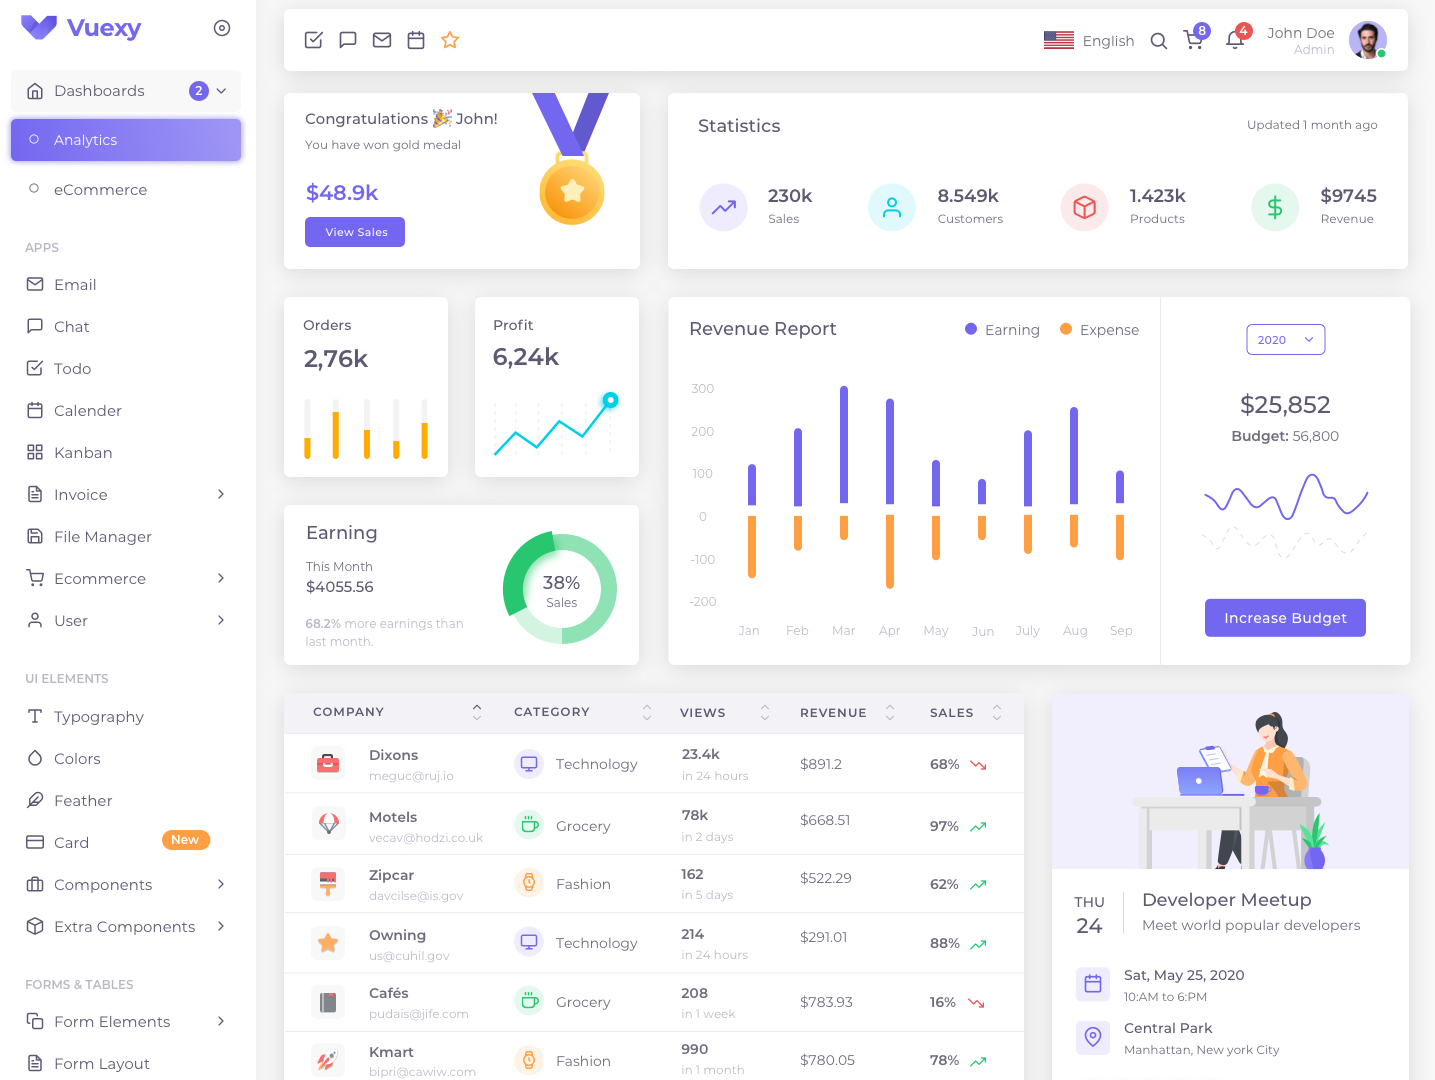 Vuexy
Dashboards 2
Analytics
eCommerce
APPS
Email
Chat
Todo
Calender
Kanban
Invoice
File Manager
Ecommerce
User
UI ELEMENTS
Typography
Colors
Feather
Card New
Components
Extra Components
FORMS & TABLES
Form Elements
Form Layout
English 8 4 John Doe
Admin
Congratulations 🎉 John!
You have won gold medal
$48.9k
View Sales
Statistics Updated 1 month ago
230k
Sales
8.549k
Customers
1.423k
Products
$9745
Revenue
Orders
2,76k
Profit
6,24k
Earning
This Month
$4055.56
68.2% more earnings than
last month.
38%
Sales
Revenue Report Earning Expense
300
200
100
0
-100
-200
Jan Feb Mar Apr May Jun July Aug Sep
2020
$25,852
Budget: 56,800
Increase Budget
COMPANY CATEGORY VIEWS REVENUE SALES
Dixons
meguc@ruj.io
Technology
23.4k
in 24 hours
$891.2
68%
Motels
vecav@hodzi.co.uk
Grocery
78k
in 2 days
$668.51
97%
Zipcar
davcilse@is.gov
Fashion
162
in 5 days
$522.29
62%
Owning
us@cuhil.gov
Technology
214
in 24 hours
$291.01
88%
Cafés
pudais@jife.com
Grocery
208
in 1 week
$783.93
16%
Kmart
bipri@cawiw.com
Fashion
990
in 1 month
$780.05
78%
THU
24
Developer Meetup
Meet world popular developers
Sat, May 25, 2020
10:AM to 6:PM
Central Park
Manhattan, New york City